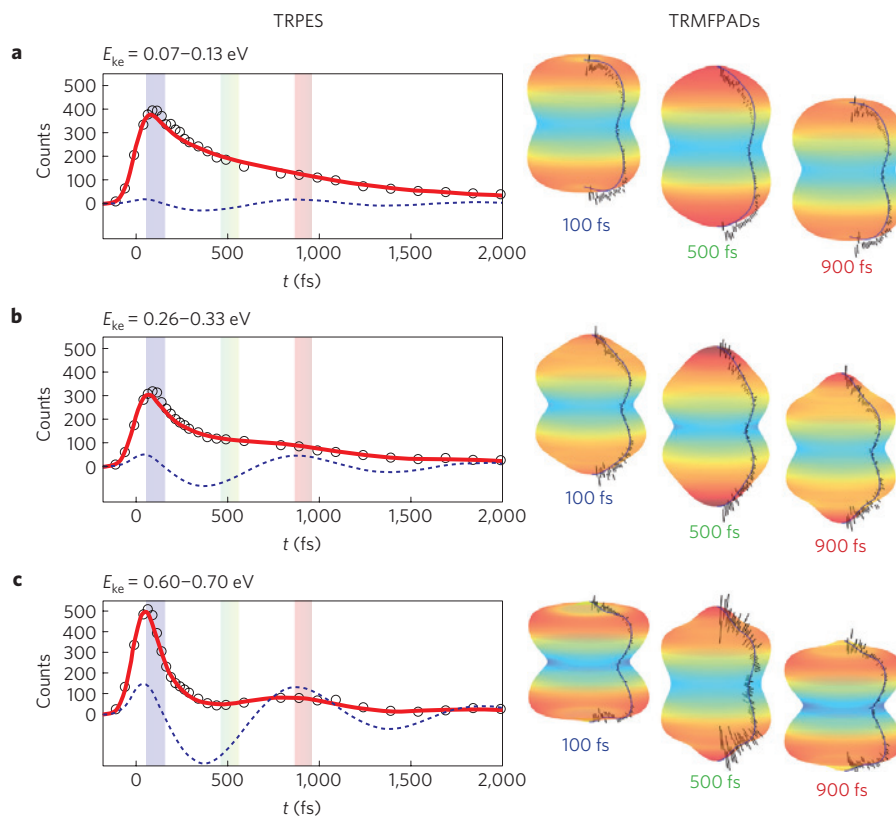 TRPES
TRMFPADs
a
E_ke = 0.07–0.13 eV
500
400
300
200
100
0
Counts
0
500
1,000
1,500
2,000
t (fs)
100 fs
500 fs
900 fs
b
E_ke = 0.26–0.33 eV
500
400
300
200
100
0
Counts
0
500
1,000
1,500
2,000
t (fs)
100 fs
500 fs
900 fs
c
E_ke = 0.60–0.70 eV
500
400
300
200
100
0
Counts
0
500
1,000
1,500
2,000
t (fs)
100 fs
500 fs
900 fs